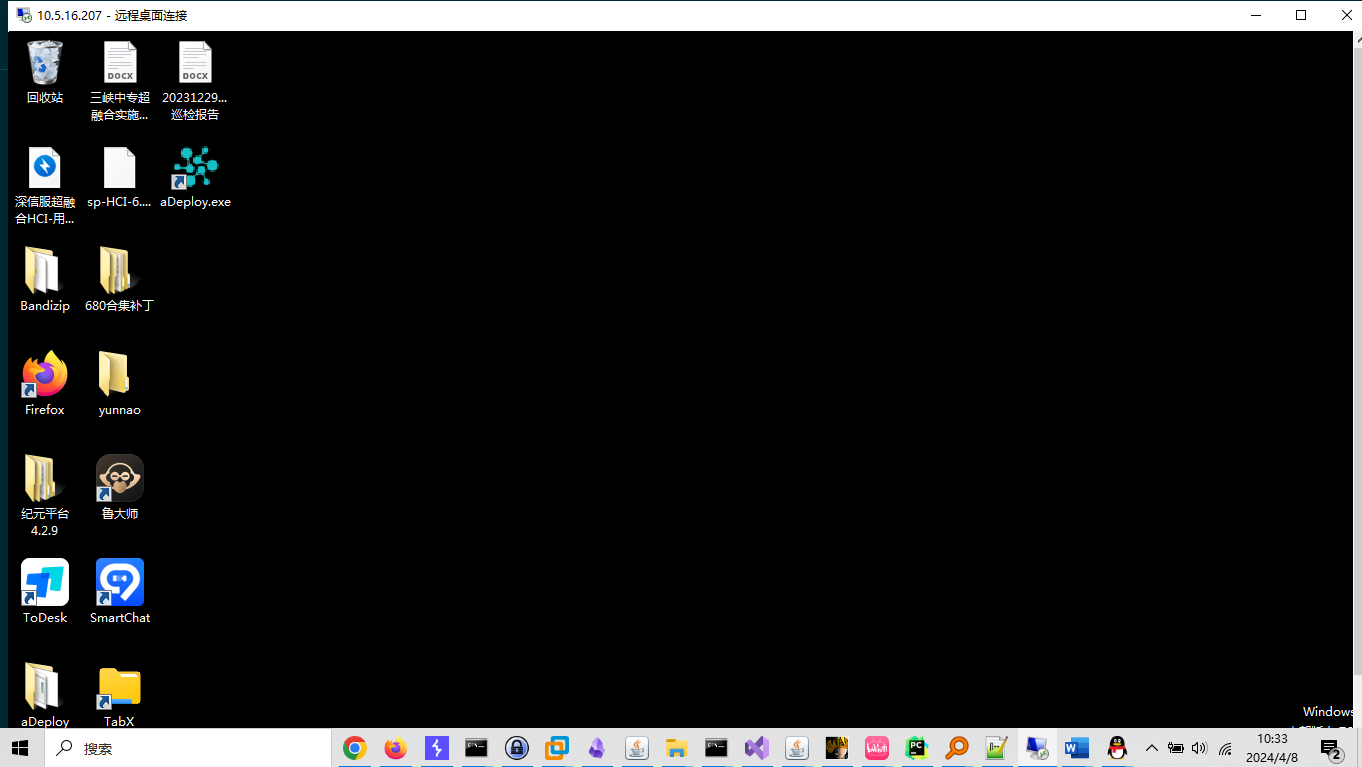 10.5.16.207 - 远程桌面连接
回收站
三峡中专超
融合实施...
20231229...
巡检报告
DOCX
DOCX
深信服超融
合HCI-用...
sp-HCI-6....
aDeploy.exe
Bandizip
680合集补丁
Firefox
yunnao
纪元平台
4.2.9
鲁大师
ToDesk
SmartChat
aDeploy
TabX
Windows
搜索
PC
10:33
2024/4/8
2